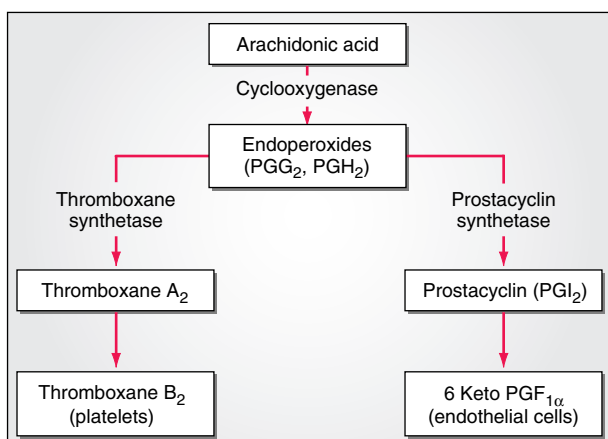 Arachidonic acid
Cyclooxygenase
Endoperoxides
(PGG₂, PGH₂)
Thromboxane
synthetase
Prostacyclin
synthetase
Thromboxane A₂
Prostacyclin (PGI₂)
Thromboxane B₂
(platelets)
6 Keto PGF₁α
(endothelial cells)